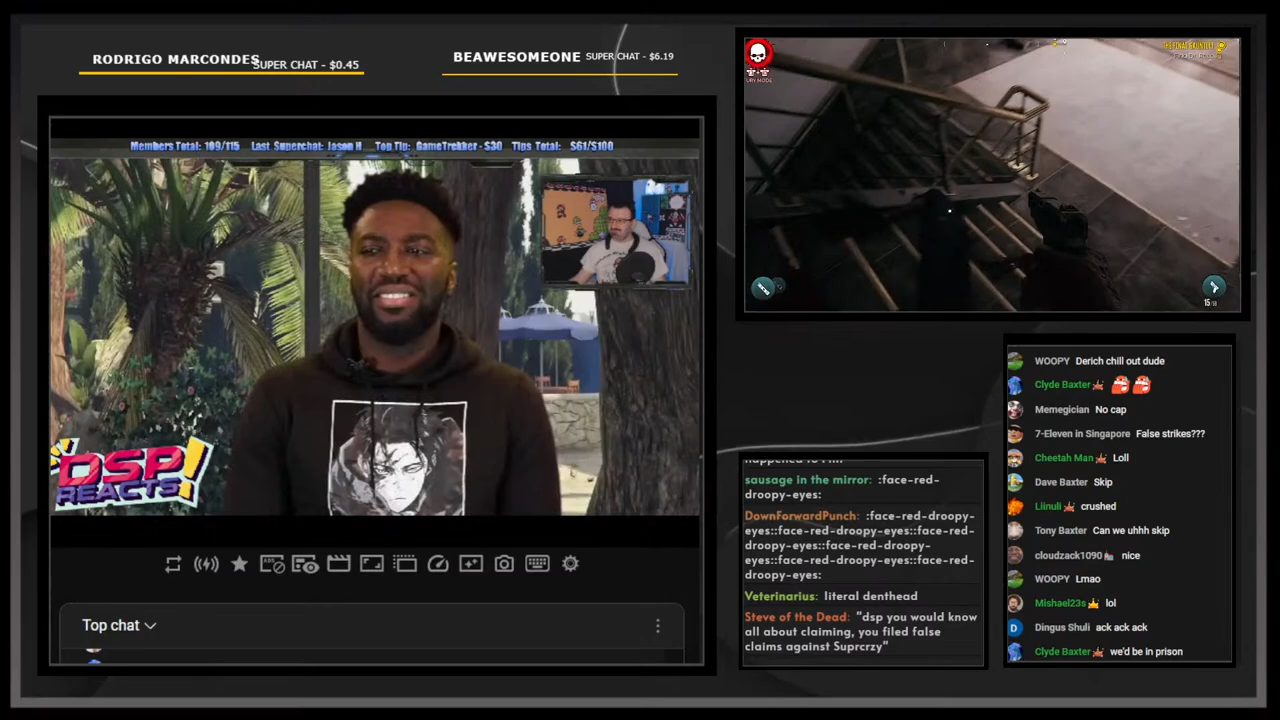 RODRIGO MARCONDES
SUPER CHAT - $0.45
BEAWESOMEONE SUPER CHAT - $6.19
Members Total: 109/115 Last Superchat: Jason H Top Tip: GameTrekker - $30 Tips Total: $61/$100
DSP
REACTS!
Top chat
THE FINAL GAUNTLET
FURY MODE
15
sausage in the mirror: :face-red-
droopy-eyes:
DownForwardPunch: :face-red-droopy-
eyes::face-red-droopy-eyes::face-red-
droopy-eyes::face-red-droopy-
eyes::face-red-droopy-eyes::face-red-
droopy-eyes:
Veterinarius: literal denthead
Steve of the Dead: "dsp you would know
all about claiming, you filed false
claims against Suprcrzy"
WOOPY Derich chill out dude
Clyde Baxter
Memegician No cap
7-Eleven in Singapore False strikes???
Cheetah Man Loll
Dave Baxter Skip
Liinuli crushed
Tony Baxter Can we uhhh skip
cloudzack1090 nice
WOOPY Lmao
Mishael23s lol
D Dingus Shuli ack ack ack
Clyde Baxter we'd be in prison